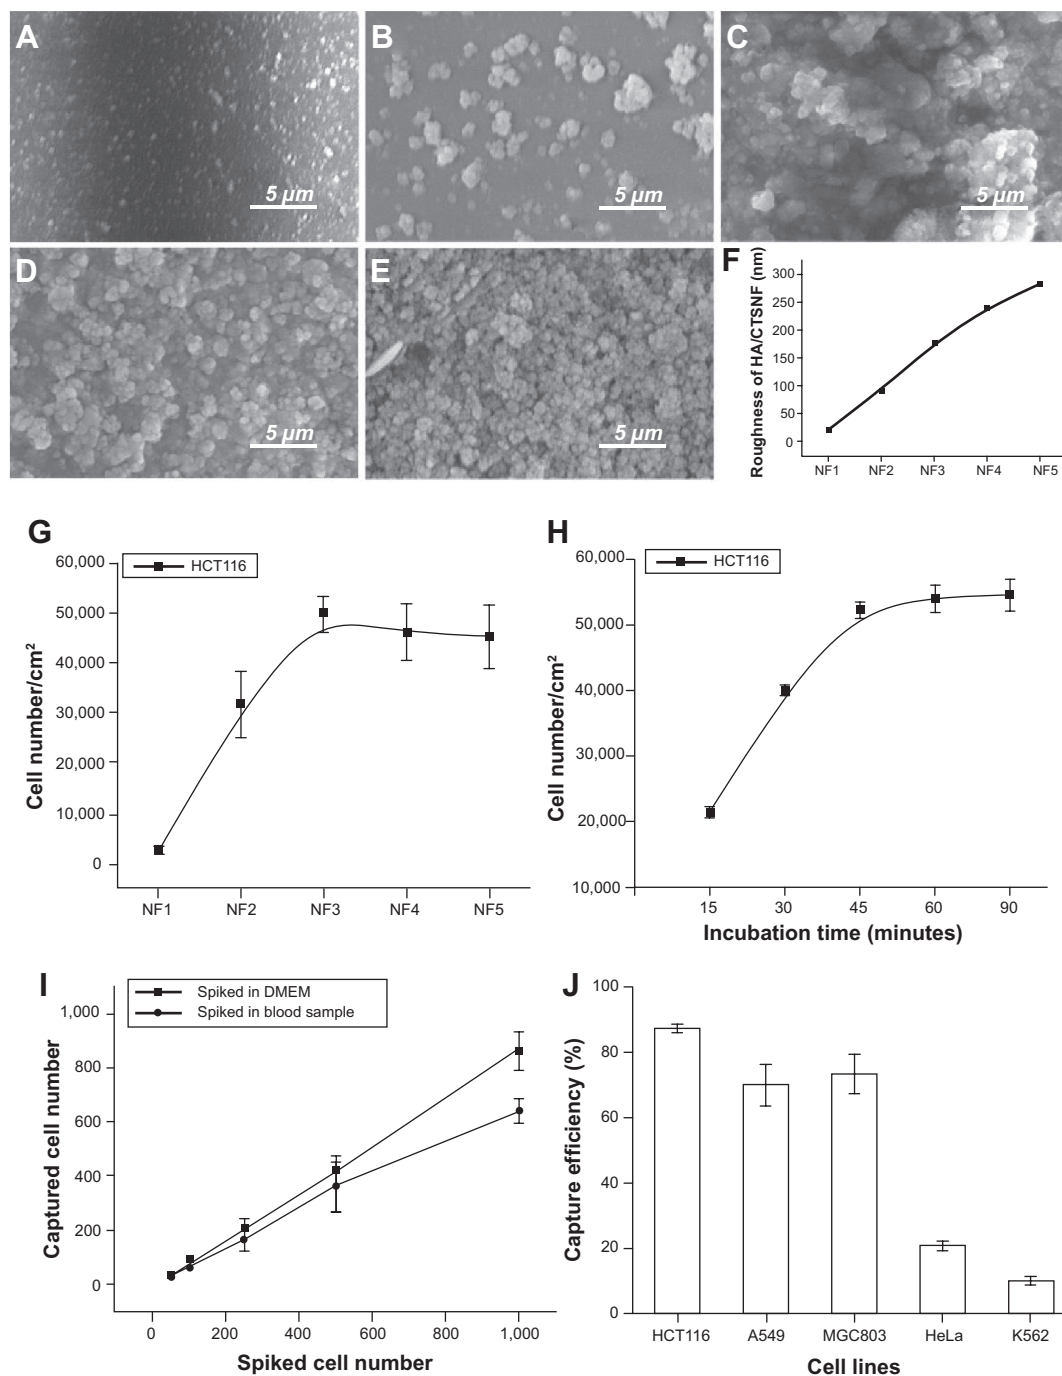 A
5 µm
B
5 µm
C
5 µm
D
5 µm
E
5 µm
F
Roughness of HA/CTSNF (nm)
300
250
200
150
100
50
0
NF1 NF2 NF3 NF4 NF5
G
HCT116
Cell number/cm²
60,000
50,000
40,000
30,000
20,000
10,000
0
NF1 NF2 NF3 NF4 NF5
H
HCT116
Cell number/cm²
60,000
50,000
40,000
30,000
20,000
10,000
15 30 45 60 90
Incubation time (minutes)
I
Spiked in DMEM
Spiked in blood sample
Captured cell number
1,000
800
600
400
200
0
0 200 400 600 800 1,000
Spiked cell number
J
Capture efficiency (%)
100
80
60
40
20
0
HCT116 A549 MGC803 HeLa K562
Cell lines